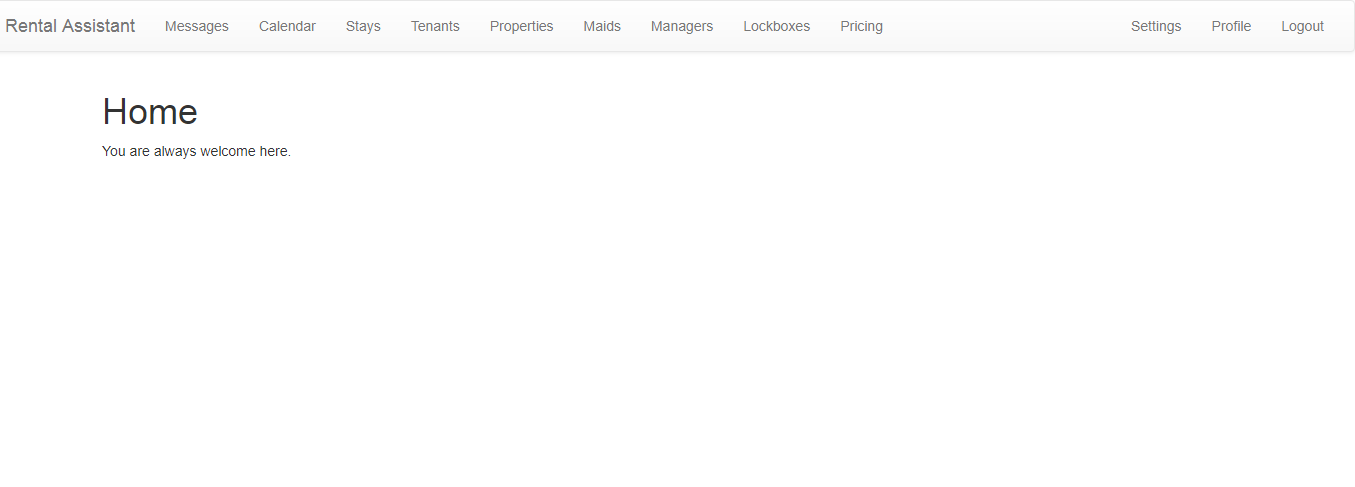 Rental Assistant Messages Calendar Stays Tenants Properties Maids Managers Lockboxes Pricing Settings Profile Logout
Home
You are always welcome here.